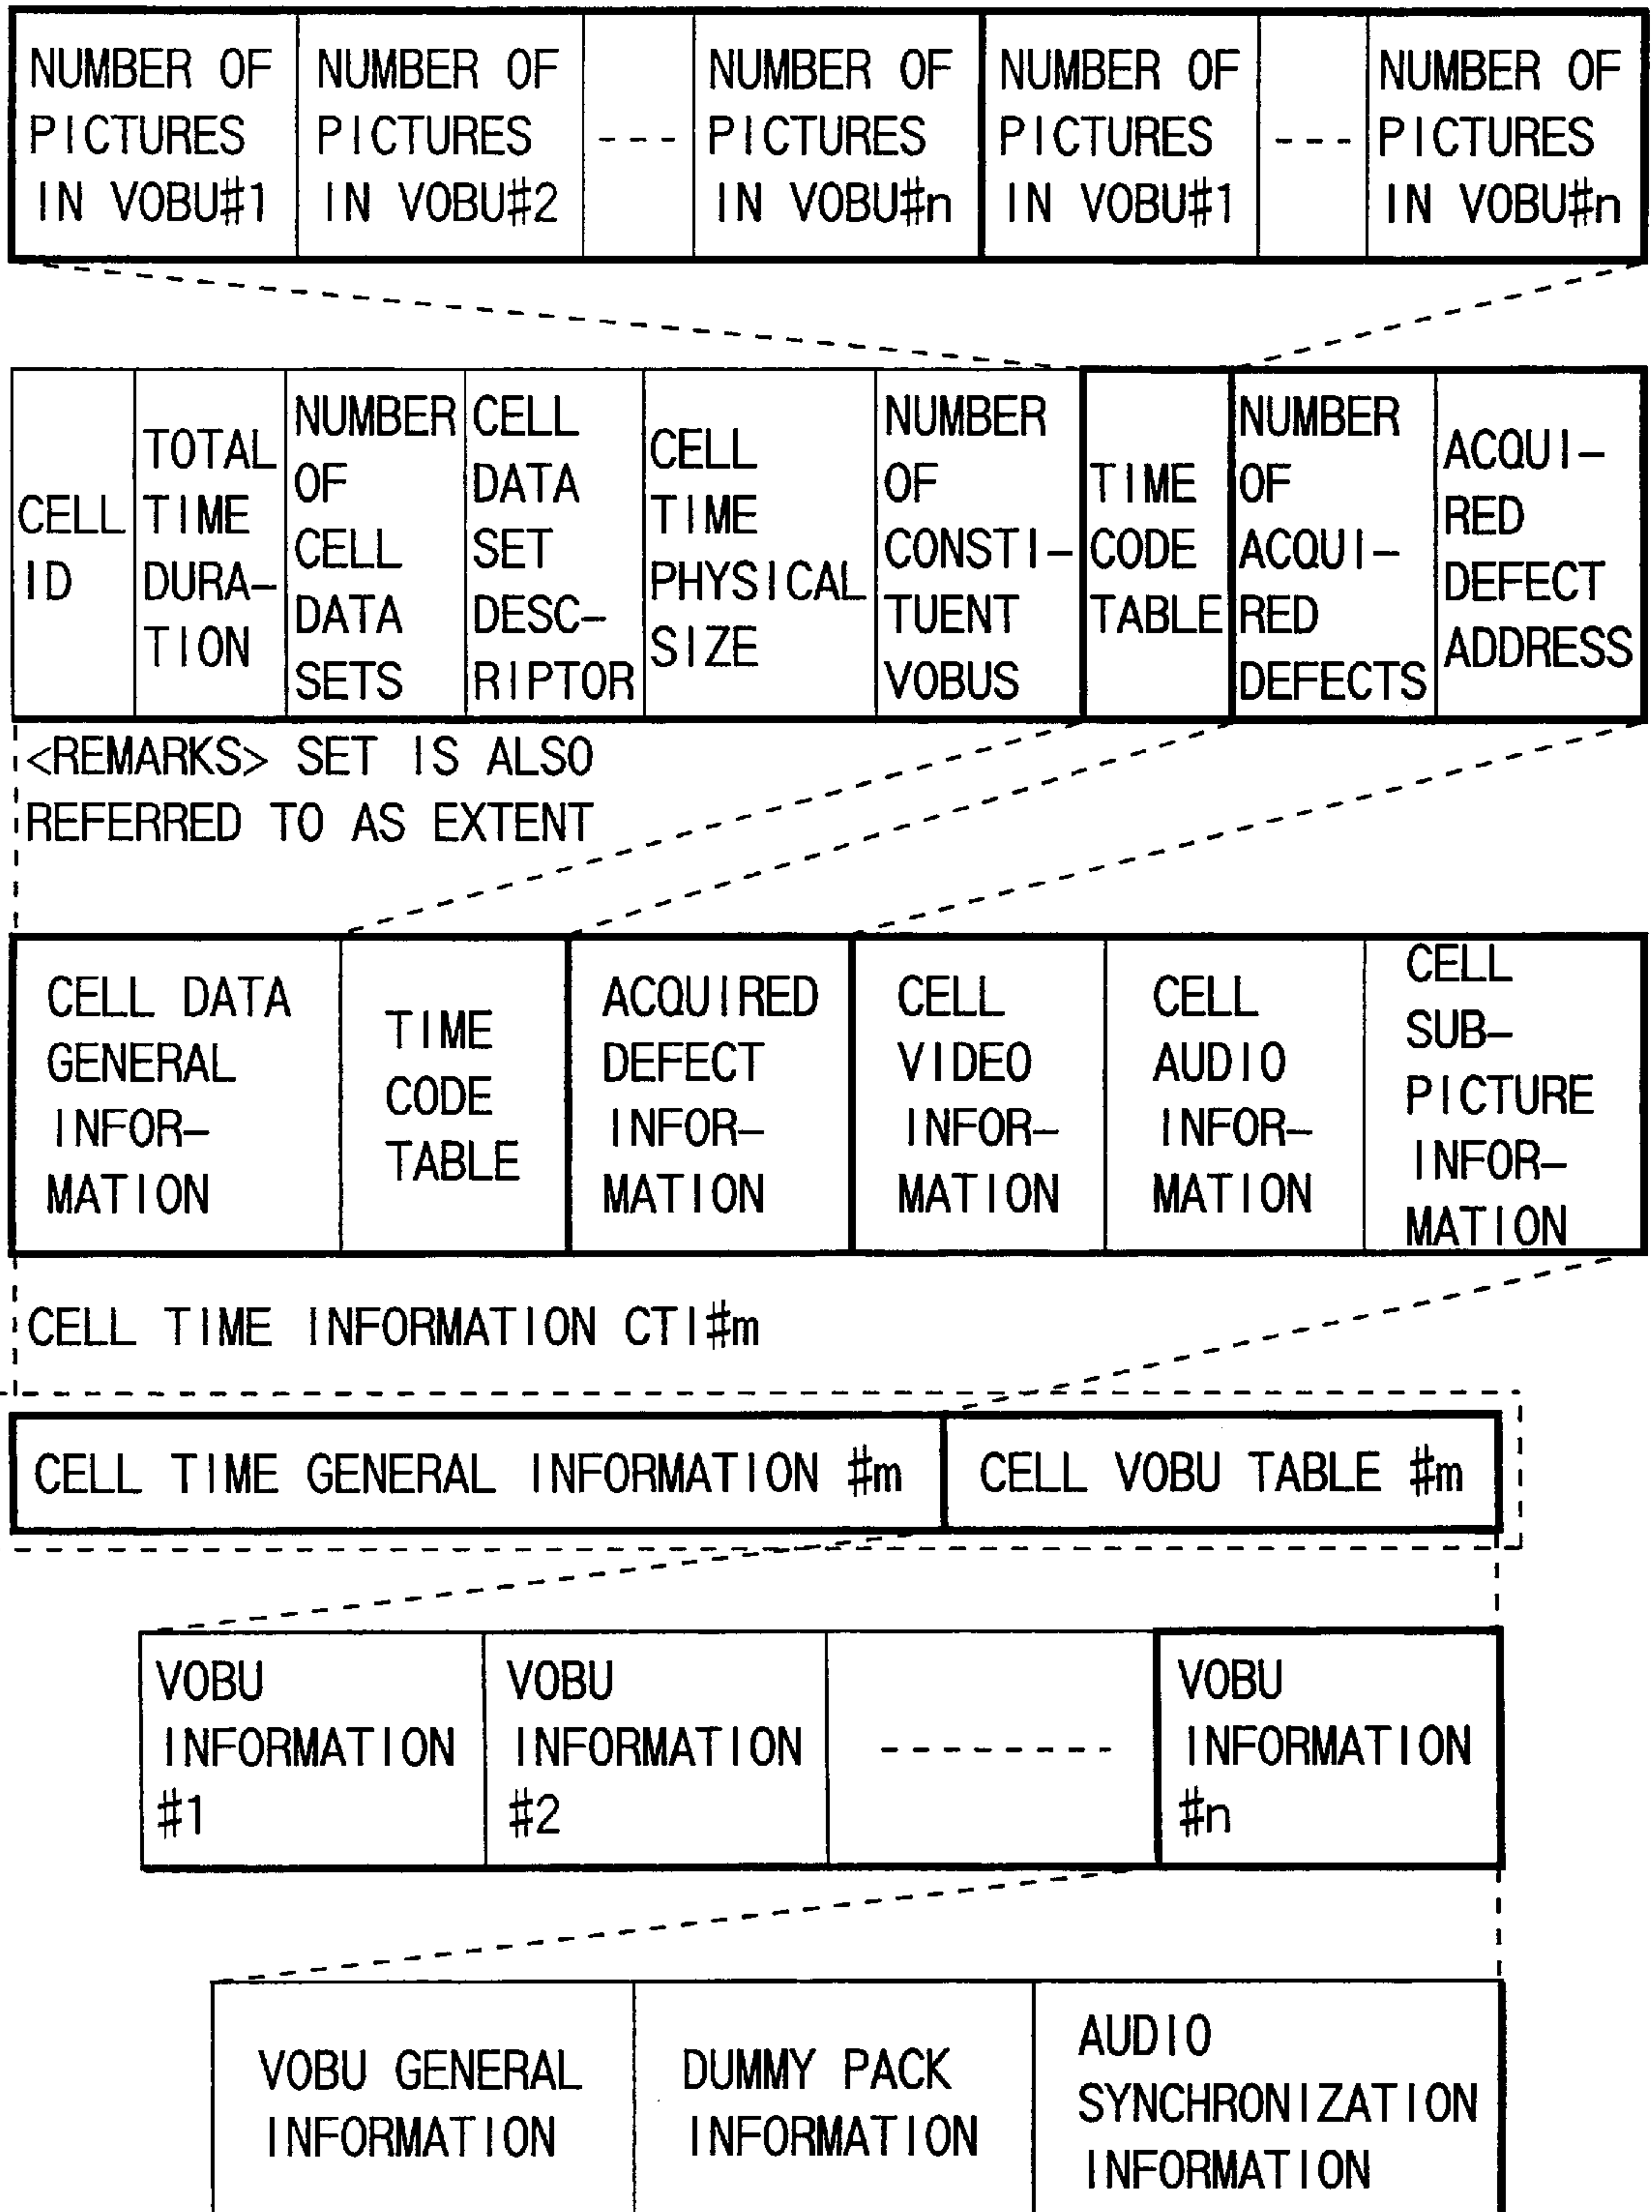 NUMBER OF
PICTURES
IN VOBU#1
NUMBER OF
PICTURES
IN VOBU#2
---
NUMBER OF
PICTURES
IN VOBU#n
NUMBER OF
PICTURES
IN VOBU#1
---
NUMBER OF
PICTURES
IN VOBU#n
CELL
ID
TOTAL
TIME
DURA-
TION
NUMBER
OF
CELL
DATA
SETS
CELL
DATA
SET
DESC-
RIPTOR
CELL
TIME
PHYSICAL
SIZE
NUMBER
OF
CONSTI-
TUENT
VOBUS
TIME
CODE
TABLE
NUMBER
OF
ACQUI-
RED
DEFECTS
ACQUI-
RED
DEFECT
ADDRESS
<REMARKS> SET IS ALSO
REFERRED TO AS EXTENT
CELL DATA
GENERAL
INFOR-
MATION
TIME
CODE
TABLE
ACQUIRED
DEFECT
INFOR-
MATION
CELL
VIDEO
INFOR-
MATION
CELL
AUDIO
INFOR-
MATION
CELL
SUB-
PICTURE
INFOR-
MATION
CELL TIME INFORMATION CTI#m
CELL TIME GENERAL INFORMATION #m
CELL VOBU TABLE #m
VOBU
INFORMATION
#1
VOBU
INFORMATION
#2
--------
VOBU
INFORMATION
#n
VOBU GENERAL
INFORMATION
DUMMY PACK
INFORMATION
AUDIO
SYNCHRONIZATION
INFORMATION